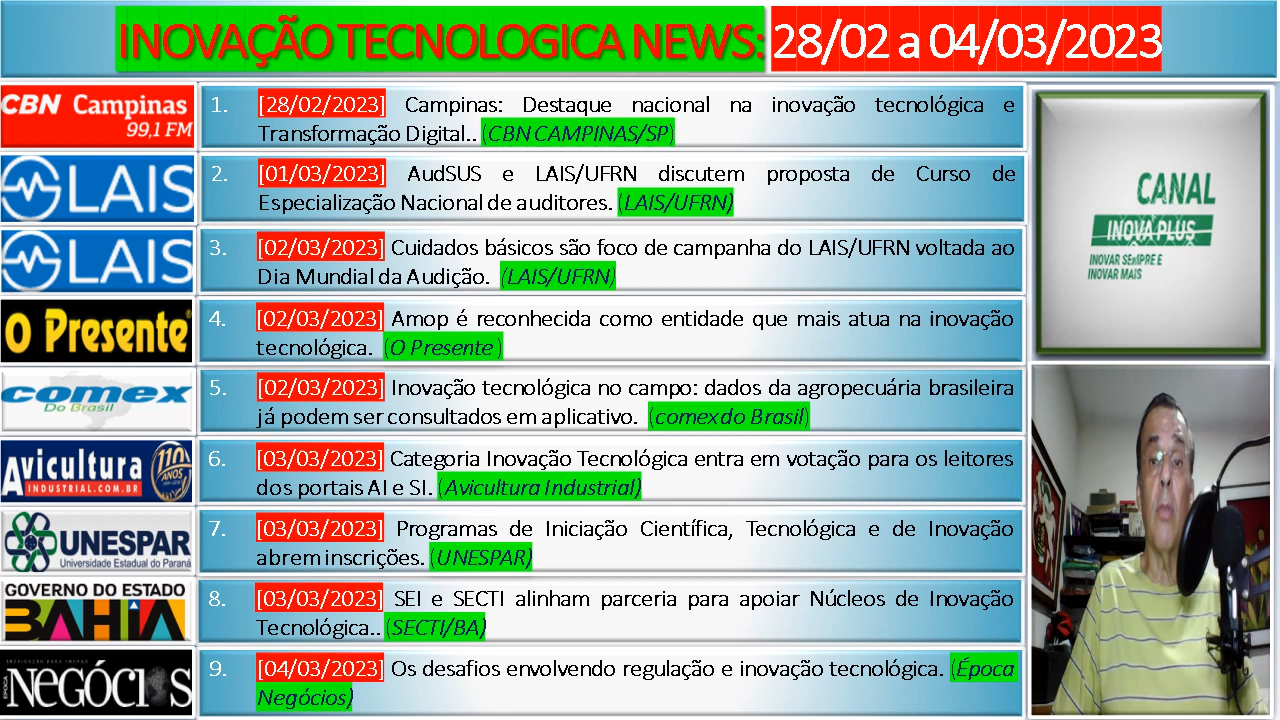 INOVAÇÃO TECNOLOGICA NEWS: 28/02 a 04/03/2023
CBN Campinas
99,1 FM
1. [28/02/2023] Campinas: Destaque nacional na inovação tecnológica e
Transformação Digital.. (CBN CAMPINAS/SP)
LAIS
2. [01/03/2023] AudSUS e LAIS/UFRN discutem proposta de Curso de
Especialização Nacional de auditores. (LAIS/UFRN)
LAIS
3. [02/03/2023] Cuidados básicos são foco de campanha do LAIS/UFRN voltada ao
Dia Mundial da Audição. (LAIS/UFRN)
O Presente
4. [02/03/2023] Amop é reconhecida como entidade que mais atua na inovação
tecnológica. (O Presente )
comex
Do Brasil
5. [02/03/2023] Inovação tecnológica no campo: dados da agropecuária brasileira
já podem ser consultados em aplicativo. (comex do Brasil)
Avicultura
INDUSTRIAL.COM.BR
110
ANOS
6. [03/03/2023] Categoria Inovação Tecnológica entra em votação para os leitores
dos portais AI e SI. (Avicultura Industrial)
UNESPAR
Universidade Estadual do Paraná
7. [03/03/2023] Programas de Iniciação Científica, Tecnológica e de Inovação
abrem inscrições. (UNESPAR)
GOVERNO DO ESTADO
BAHIA
8. [03/03/2023] SEI e SECTI alinham parceria para apoiar Núcleos de Inovação
Tecnológica.. (SECTI/BA)
ÉPOCA
NEGÓCIOS
9. [04/03/2023] Os desafios envolvendo regulação e inovação tecnológica. (Época
Negócios)
CANAL
INOVA PLUS
INOVAR SEMPRE E
INOVAR MAIS